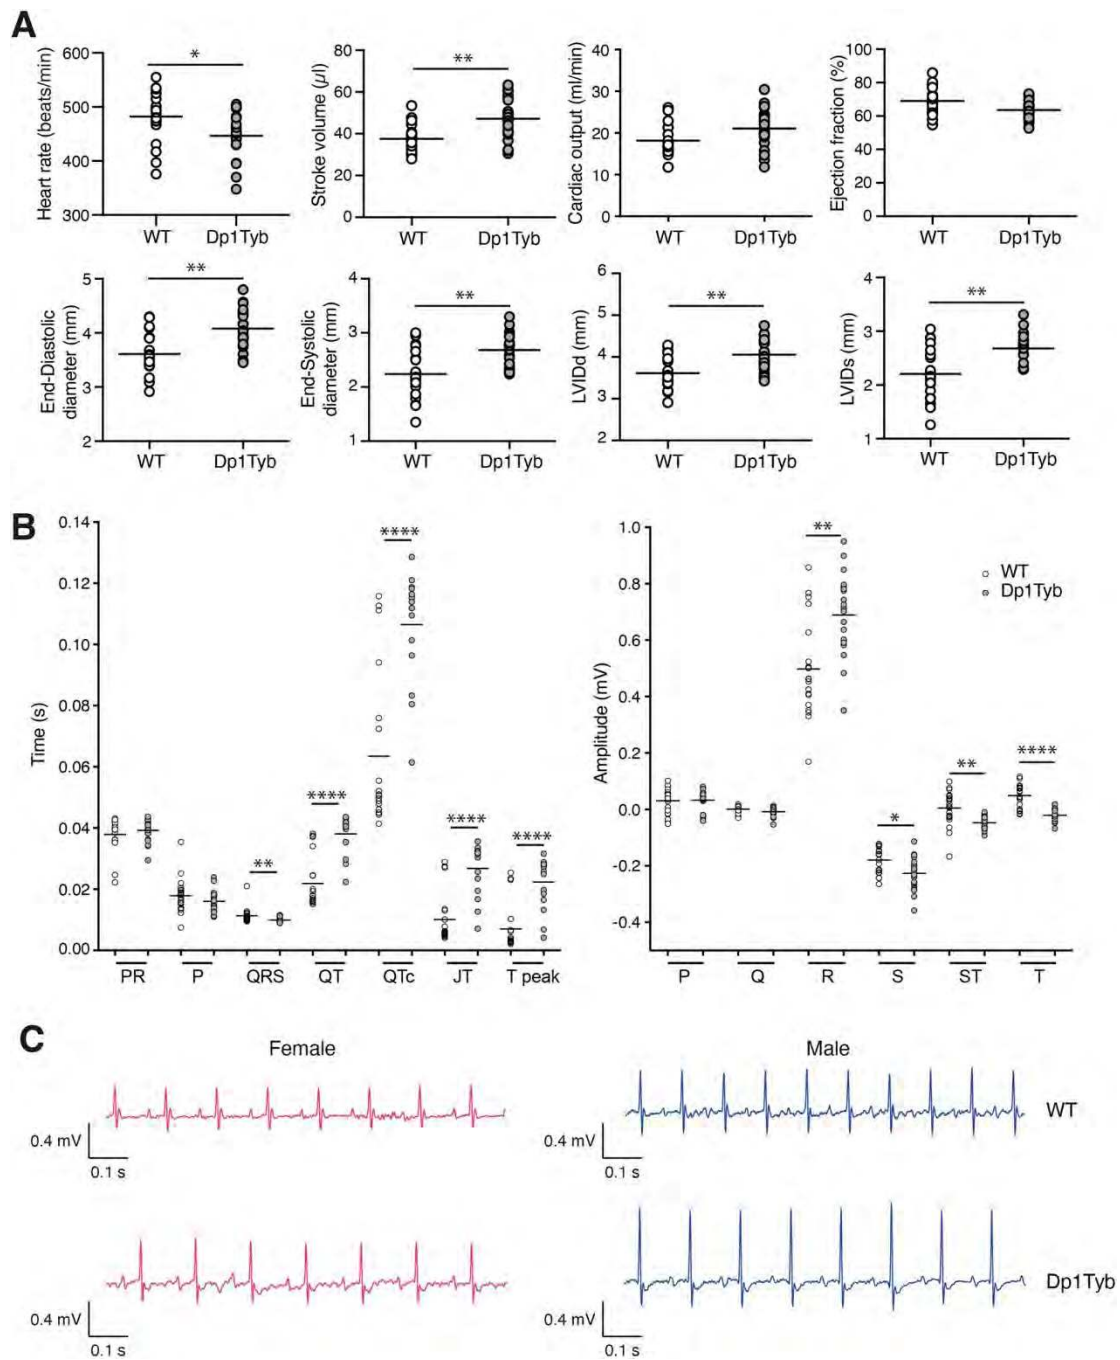 A
Heart rate (beats/min)
600
500
400
300
*
WT
Dp1Tyb
Stroke volume (µl)
80
60
40
20
0
**
WT
Dp1Tyb
Cardiac output (ml/min)
40
30
20
10
0
WT
Dp1Tyb
Ejection fraction (%)
100
80
60
40
20
0
WT
Dp1Tyb
End-Diastolic
diameter (mm)
5
4
3
2
**
WT
Dp1Tyb
End-Systolic
diameter (mm)
4
3
2
1
**
WT
Dp1Tyb
LVIDd (mm)
6
5
4
3
2
**
WT
Dp1Tyb
LVIDs (mm)
4
3
2
1
**
WT
Dp1Tyb
B
Time (s)
0.14
0.12
0.10
0.08
0.06
0.04
0.02
0.00
**
****
****
****
****
PR
P
QRS
QT
QTc
JT
T peak
Amplitude (mV)
1.0
0.8
0.6
0.4
0.2
0.0
-0.2
-0.4
**
*
**
****
WT
Dp1Tyb
P
Q
R
S
ST
T
C
Female
Male
0.4 mV
0.1 s
0.4 mV
0.1 s
WT
0.4 mV
0.1 s
0.4 mV
0.1 s
Dp1Tyb